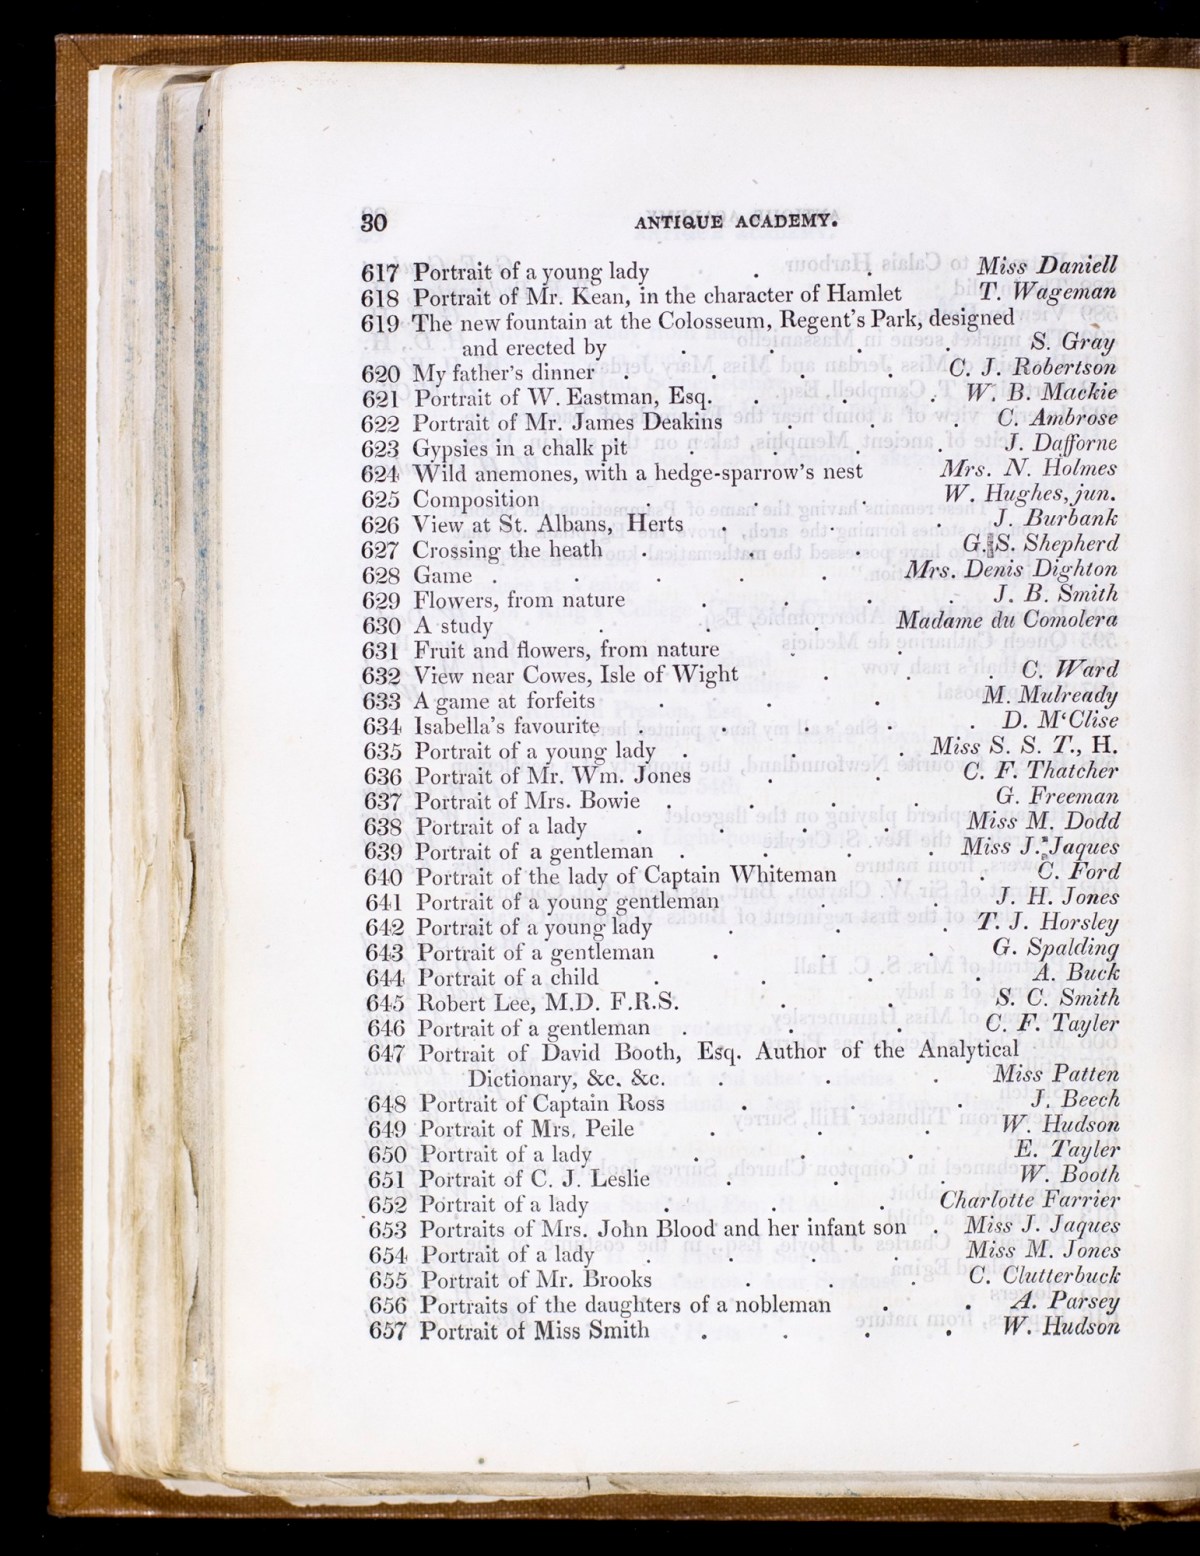 30 ANTIQUE ACADEMY.
617 Portrait of a young lady . . Miss Daniell
618 Portrait of Mr. Kean, in the character of Hamlet T. Wageman
619 The new fountain at the Colosseum, Regent's Park, designed
and erected by . . . . S. Gray
620 My father's dinner . . . . C. J. Robertson
621 Portrait of W. Eastman, Esq. . . . W. B. Mackie
622 Portrait of Mr. James Deakins . . . C. Ambrose
623 Gypsies in a chalk pit . . . . J. Dafforne
624 Wild anemones, with a hedge-sparrow's nest Mrs. N. Holmes
625 Composition . . . W. Hughes, jun.
626 View at St. Albans, Herts . . . J. Burbank
627 Crossing the heath . . . G. S. Shepherd
628 Game . . . . . Mrs. Denis Dighton
629 Flowers, from nature . . . . J. B. Smith
630 A study . . . Madame du Comolera
631 Fruit and flowers, from nature . .
632 View near Cowes, Isle of Wight . . . C. Ward
633 A game at forfeits . . . M. Mulready
634 Isabella's favourite . . . . . D. M'Clise
635 Portrait of a young lady . . Miss S. S. T., H.
636 Portrait of Mr. Wm. Jones . . C. F. Thatcher
637 Portrait of Mrs. Bowie . . . . G. Freeman
638 Portrait of a lady . . . . Miss M. Dodd
639 Portrait of a gentleman . . . . Miss J. Jaques
640 Portrait of the lady of Captain Whiteman . C. Ford
641 Portrait of a young gentleman . . J. H. Jones
642 Portrait of a young lady . . . T. J. Horsley
643 Portrait of a gentleman . . . G. Spalding
644 Portrait of a child . . . . A. Buck
645 Robert Lee, M.D. F.R.S. . . S. C. Smith
646 Portrait of a gentleman . . . C. F. Tayler
647 Portrait of David Booth, Esq. Author of the Analytical
Dictionary, &c. &c. . . . Miss Patten
648 Portrait of Captain Ross . . . J. Beech
649 Portrait of Mrs. Peile . . . W. Hudson
650 Portrait of a lady . . . E. Tayler
651 Portrait of C. J. Leslie . . . W. Booth
652 Portrait of a lady . . . Charlotte Farrier
653 Portraits of Mrs. John Blood and her infant son . Miss J. Jaques
654 Portrait of a lady . . . . Miss M. Jones
655 Portrait of Mr. Brooks . . . C. Clutterbuck
656 Portraits of the daughters of a nobleman . . A. Parsey
657 Portrait of Miss Smith . . . . W. Hudson